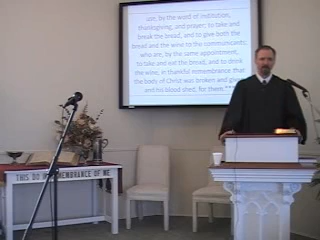 use, by the word of institution,
thanksgiving, and prayer; to take and
break the bread, and to give both the
bread and the wine to the communicants;
who are, by the same appointment,
to take and eat the bread, and to drink
the wine, in thankful remembrance that
the body of Christ was broken and given,
and his blood shed, for them.
THIS DO IN REMEMBRANCE OF ME